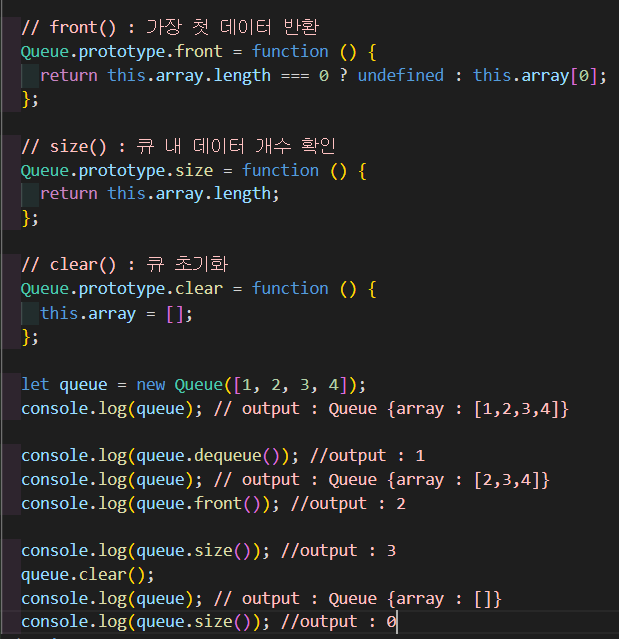 // front() : 가장 첫 데이터 반환
Queue.prototype.front = function () {
return this.array.length === 0 ? undefined : this.array[0];
};
// size() : 큐 내 데이터 개수 확인
Queue.prototype.size = function () {
return this.array.length;
};
// clear() : 큐 초기화
Queue.prototype.clear = function () {
this.array = [];
};
let queue = new Queue([1, 2, 3, 4]);
console.log(queue); // output : Queue {array : [1,2,3,4]}
console.log(queue.dequeue()); //output : 1
console.log(queue); // output : Queue {array : [2,3,4]}
console.log(queue.front()); //output : 2
console.log(queue.size()); //output : 3
queue.clear();
console.log(queue); // output : Queue {array : []}
console.log(queue.size()); //output : 0